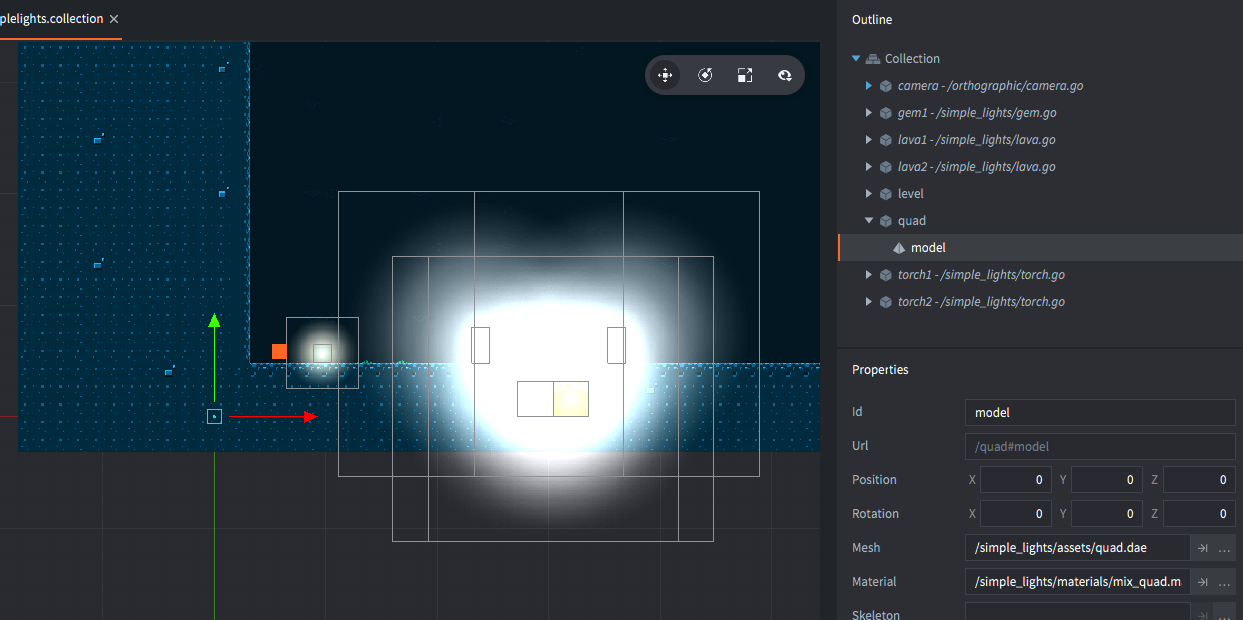 plelights.collection ×
Outline
Collection
camera - /orthographic/camera.go
gem1 - /simple_lights/gem.go
lava1 - /simple_lights/lava.go
lava2 - /simple_lights/lava.go
level
quad
model
torch1 - /simple_lights/torch.go
torch2 - /simple_lights/torch.go
Properties
Id model
Url /quad#model
Position X 0 Y 0 Z 0
Rotation X 0 Y 0 Z 0
Mesh /simple_lights/assets/quad.dae ...
Material /simple_lights/materials/mix_quad.m ...
Skeleton ...